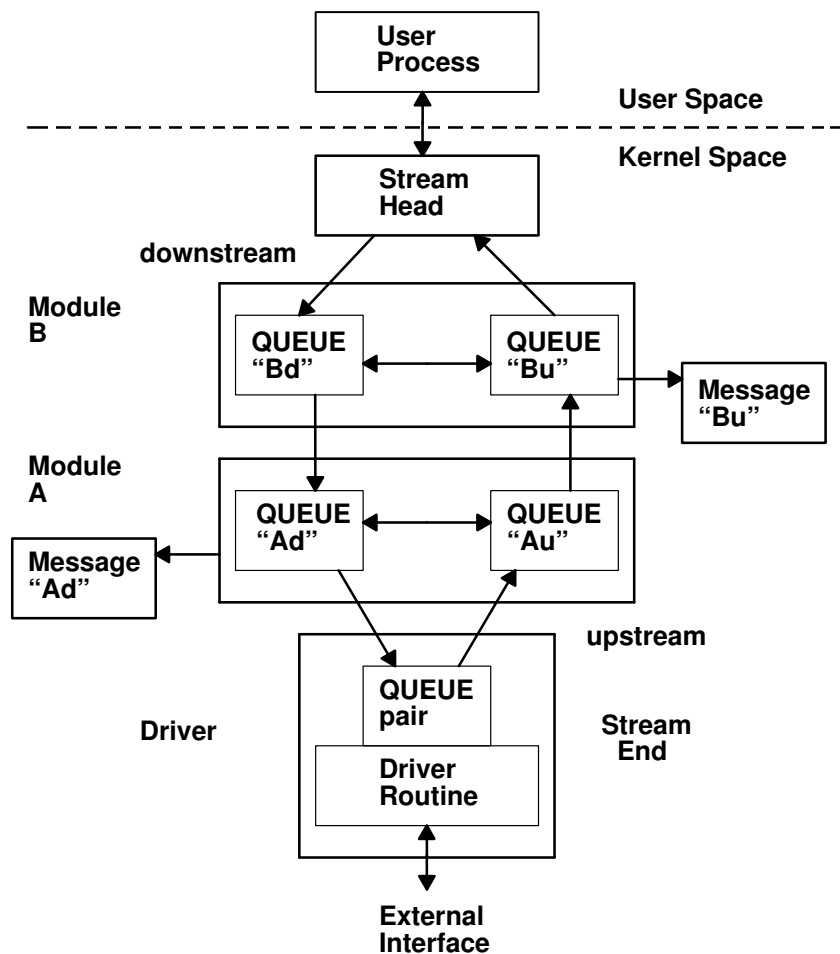 User
Process
User Space
Kernel Space
Stream
Head
downstream
Module
B
QUEUE
“Bd”
QUEUE
“Bu”
Message
“Bu”
Module
A
QUEUE
“Ad”
QUEUE
“Au”
Message
“Ad”
upstream
QUEUE
pair
Driver
Stream
End
Driver
Routine
External
Interface